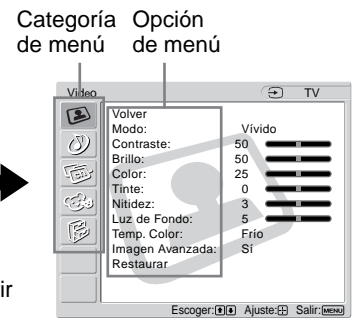 Categoría Opción
de menú de menú
Video TV
Volver
Modo: Vívido
Contraste: 50
Brillo: 50
Color: 25
Tinte: 0
Nitidez: 3
Luz de Fondo: 5
Temp. Color: Frío
Imagen Avanzada: Sí
Restaurar
ir
Escoger: Ajuste: Salir: MENU